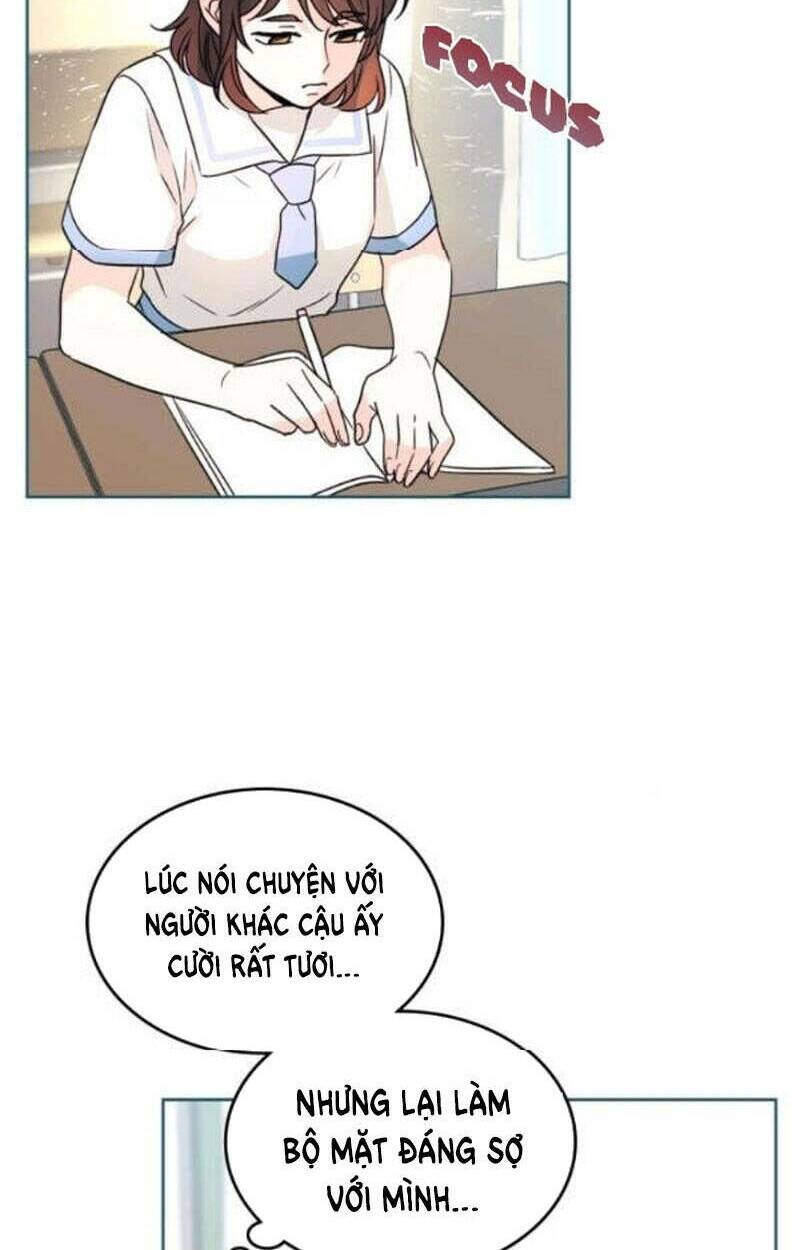 FOCUS
LÚC NÓI CHUYỆN VỚI
NGƯỜI KHÁC CẬU ẤY
CƯỜI RẤT TƯƠI...
NHƯNG LẠI LÀM
BỘ MẶT ĐÁNG SỢ
VỚI MÌNH...